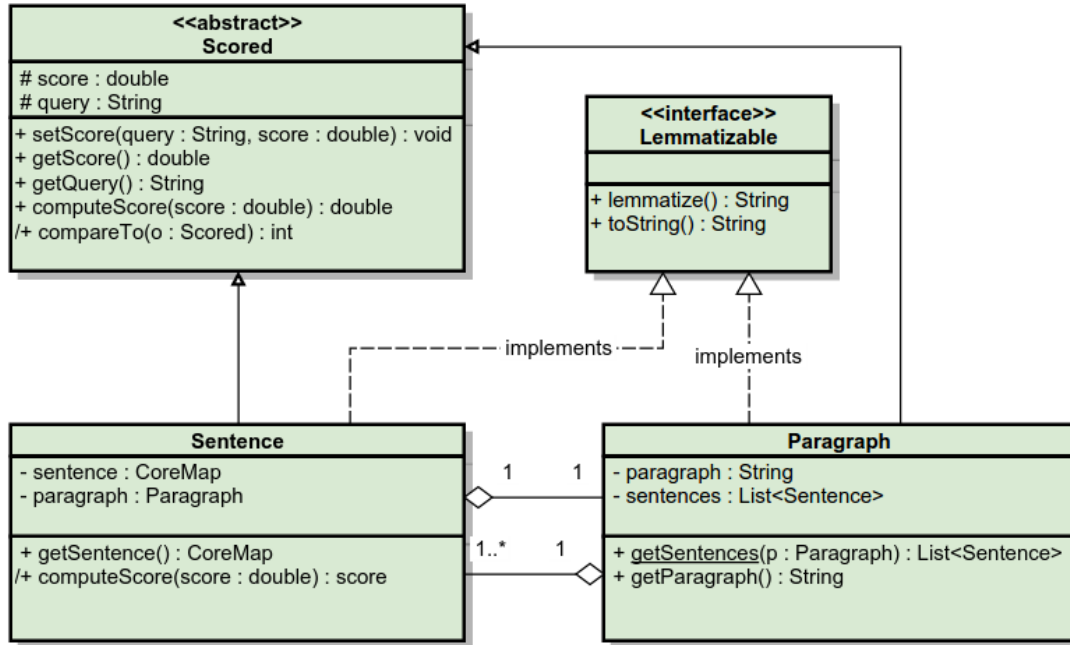 <<abstract>>
Scored
# score : double
# query : String
+ setScore(query : String, score : double) : void
+ getScore() : double
+ getQuery() : String
+ computeScore(score : double) : double
/+ compareTo(o : Scored) : int
<<interface>>
Lemmatizable
+ lemmatize() : String
+ toString() : String
implements
implements
Sentence
- sentence : CoreMap
- paragraph : Paragraph
+ getSentence() : CoreMap
/+ computeScore(score : double) : score
1 1
1..* 1
Paragraph
- paragraph : String
- sentences : List<Sentence>
+ getSentences(p : Paragraph) : List<Sentence>
+ getParagraph() : String